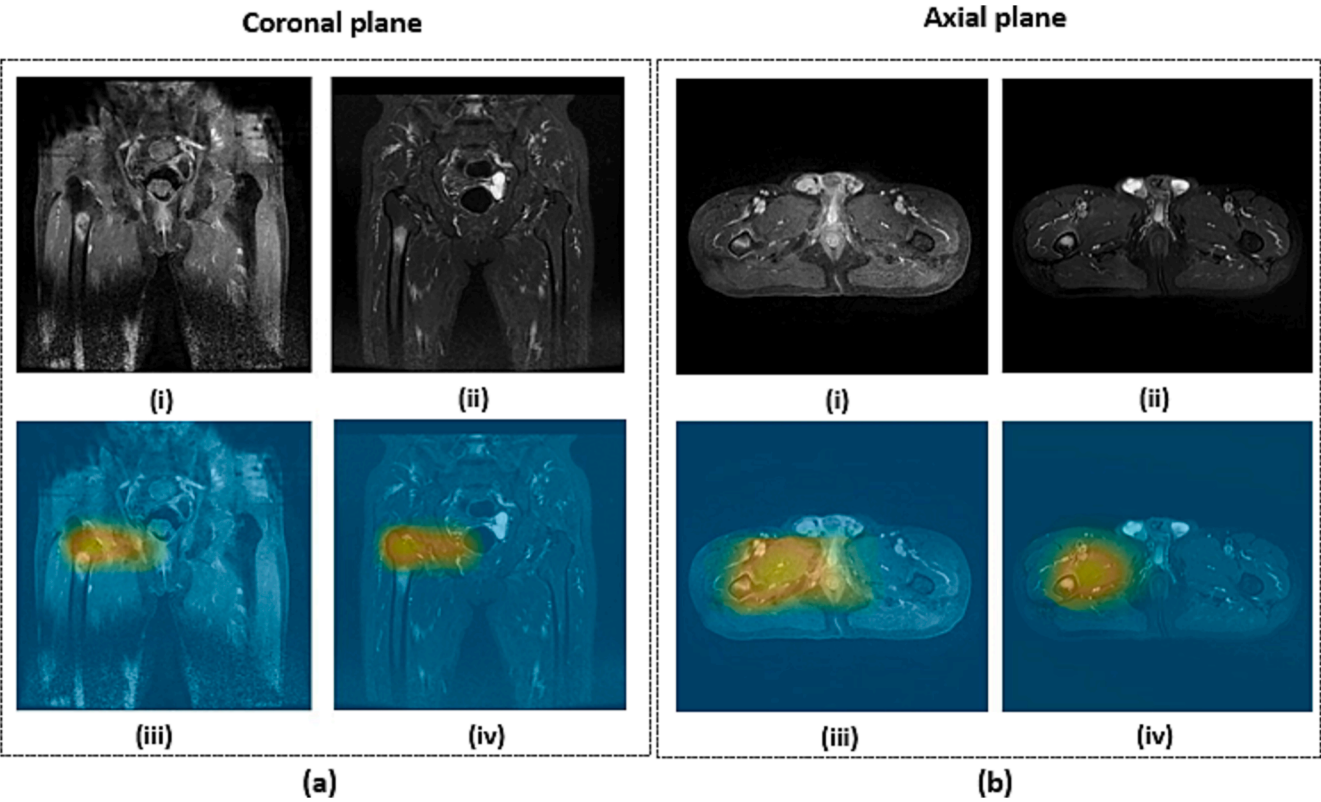 Coronal plane
Axial plane
(i)
(ii)
(i)
(ii)
(iii)
(iv)
(iii)
(iv)
(a)
(b)